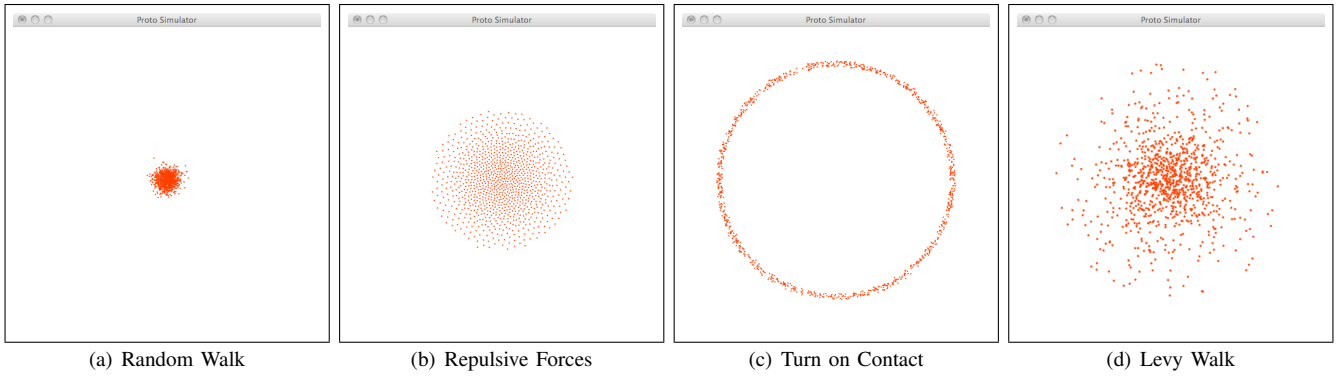 Proto Simulator
Proto Simulator
Proto Simulator
Proto Simulator
(a) Random Walk
(b) Repulsive Forces
(c) Turn on Contact
(d) Levy Walk